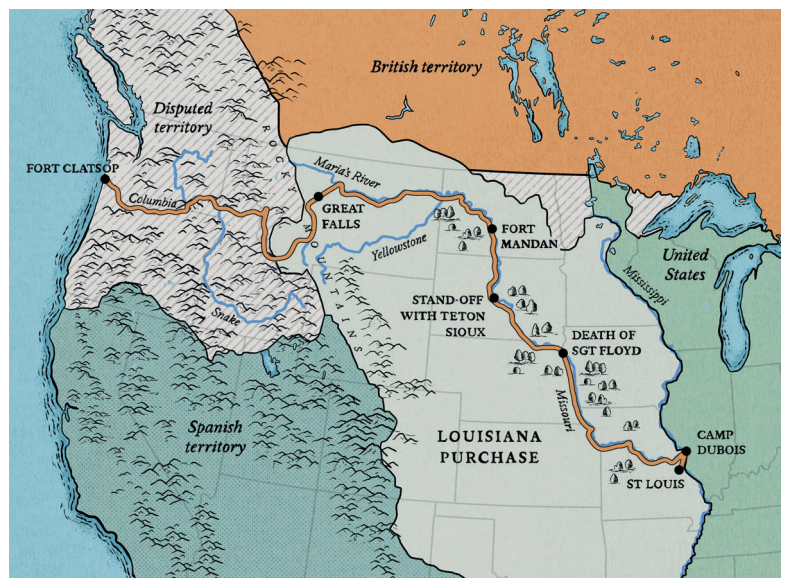 British territory
Disputed
territory
ROCKY MOUNTAINS
Maria's River
FORT CLATSOP
Columbia
GREAT
FALLS
FORT
MANDAN
Yellowstone
United
States
Mississippi
Snake
STAND-OFF
WITH TETON
SIOUX
DEATH OF
SGT FLOYD
Missouri
Spanish
territory
LOUISIANA
PURCHASE
CAMP
DUBOIS
ST LOUIS